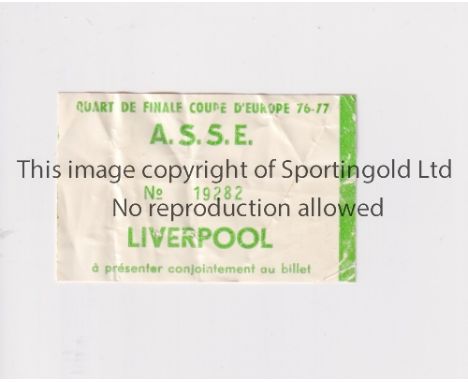 QUART DE FINALE COUPE D'EUROPE 76-77
A.S.S.E.
This image copyright of Sportingold Ltd
No 19282
No reproduction allowed
LIVERPOOL
à présenter conjointement au billet